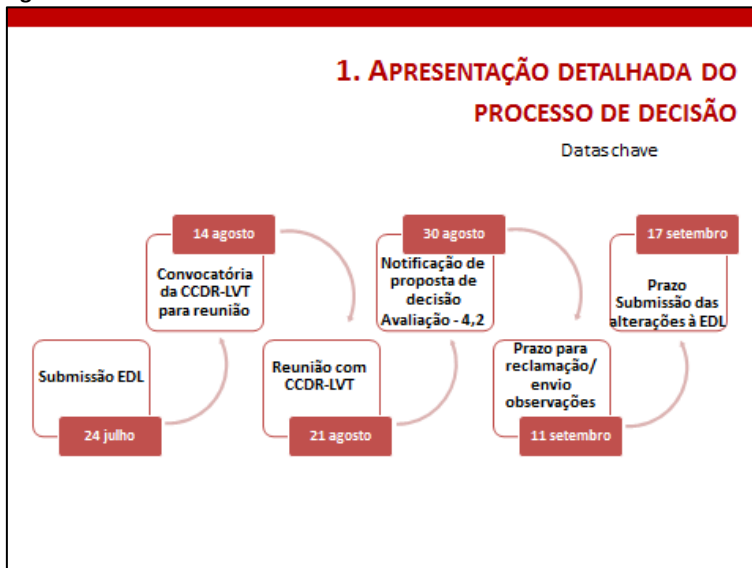 1. APRESENTAÇÃO DETALHADA DO
PROCESSO DE DECISÃO
Datas chave
Submissão EDL
24 julho
14 agosto
Convocatória
da CCDR-LVT
para reunião
Reunião com
CCDR-LVT
21 agosto
30 agosto
Notificação de
proposta de
decisão
Avaliação - 4,2
Prazo para
reclamação/
envio
observações
11 setembro
17 setembro
Prazo
Submissão das
alterações à EDL